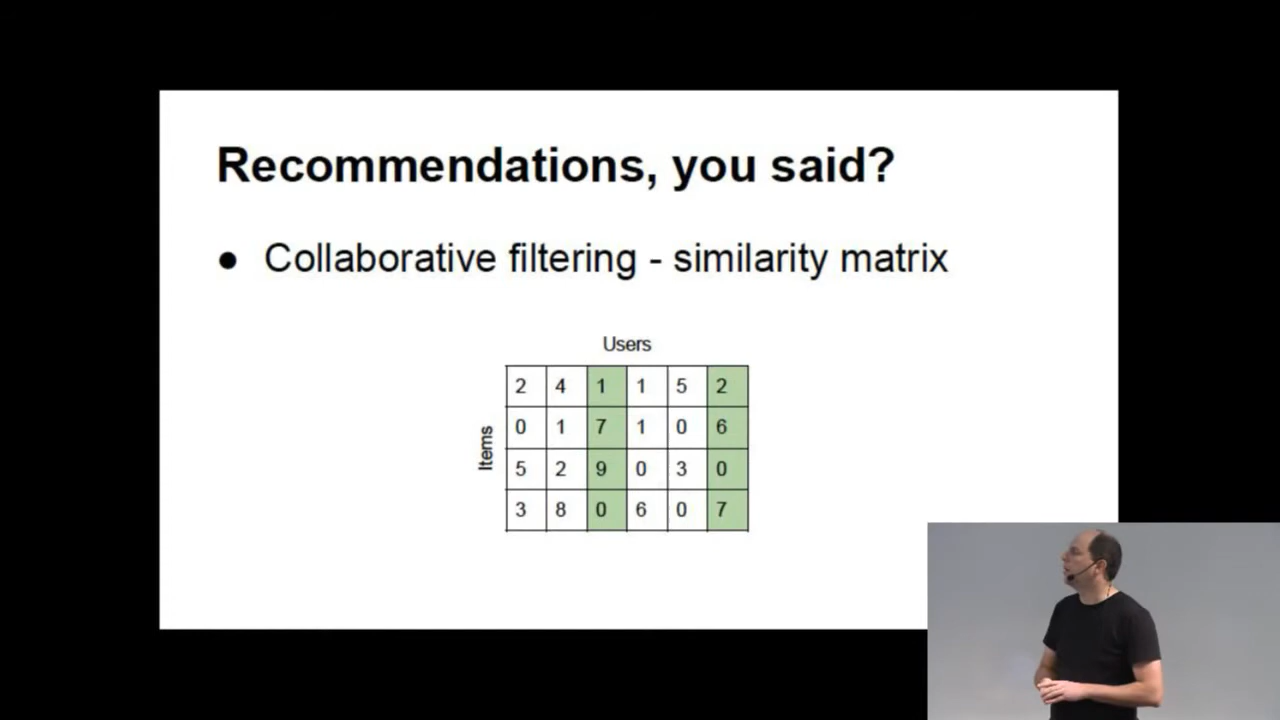 Recommendations, you said?
● Collaborative filtering - similarity matrix
Users
Items
2 4 1 1 5 2
0 1 7 1 0 6
5 2 9 0 3 0
3 8 0 6 0 7